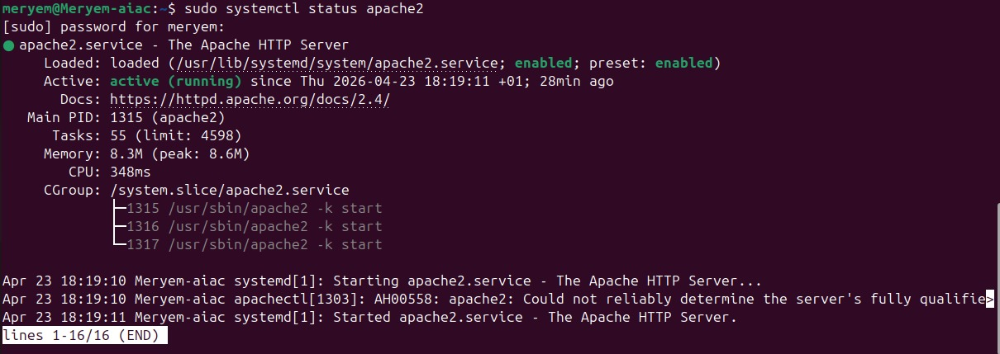 meryem@Meryem-aiac:~$ sudo systemctl status apache2
[sudo] password for meryem:
● apache2.service - The Apache HTTP Server
     Loaded: loaded (/usr/lib/systemd/system/apache2.service; enabled; preset: enabled)
     Active: active (running) since Thu 2026-04-23 18:19:11 +01; 28min ago
       Docs: https://httpd.apache.org/docs/2.4/
   Main PID: 1315 (apache2)
      Tasks: 55 (limit: 4598)
     Memory: 8.3M (peak: 8.6M)
        CPU: 348ms
     CGroup: /system.slice/apache2.service
             ├─1315 /usr/sbin/apache2 -k start
             ├─1316 /usr/sbin/apache2 -k start
             └─1317 /usr/sbin/apache2 -k start

Apr 23 18:19:10 Meryem-aiac systemd[1]: Starting apache2.service - The Apache HTTP Server...
Apr 23 18:19:10 Meryem-aiac apachectl[1303]: AH00558: apache2: Could not reliably determine the server's fully qualifie>
Apr 23 18:19:11 Meryem-aiac systemd[1]: Started apache2.service - The Apache HTTP Server.
lines 1-16/16 (END)